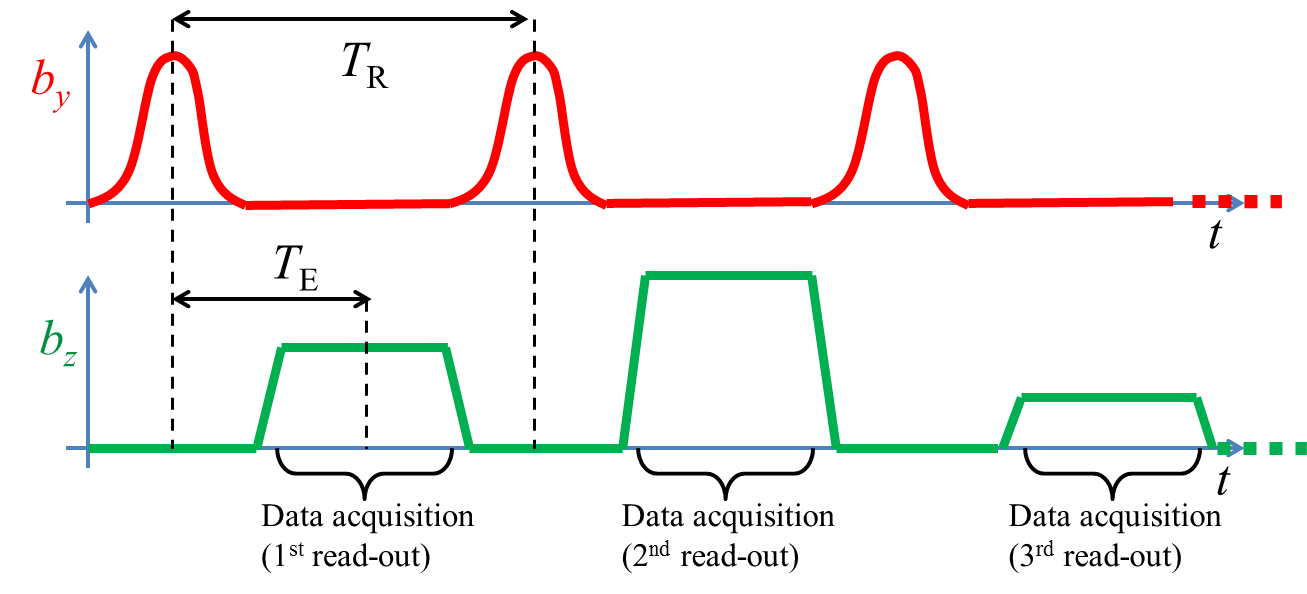 b_y
T_R
t
T_E
b_z
t
Data acquisition
(1st read-out)
Data acquisition
(2nd read-out)
Data acquisition
(3rd read-out)